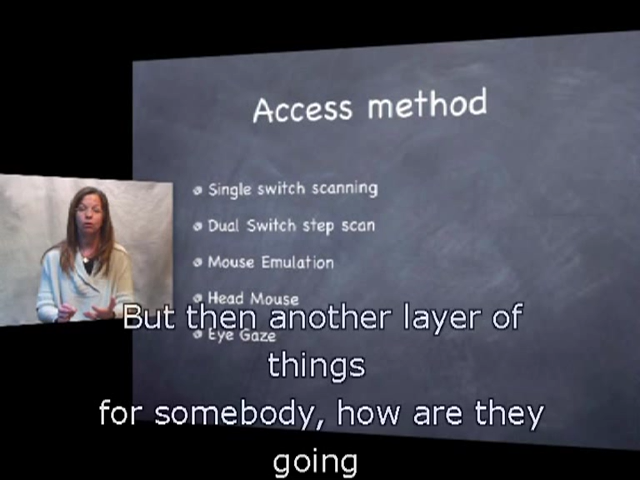 Access method
Single switch scanning
Dual Switch step scan
Mouse Emulation
Head Mouse
Eye Gaze
But then another layer of
things
for somebody, how are they
going